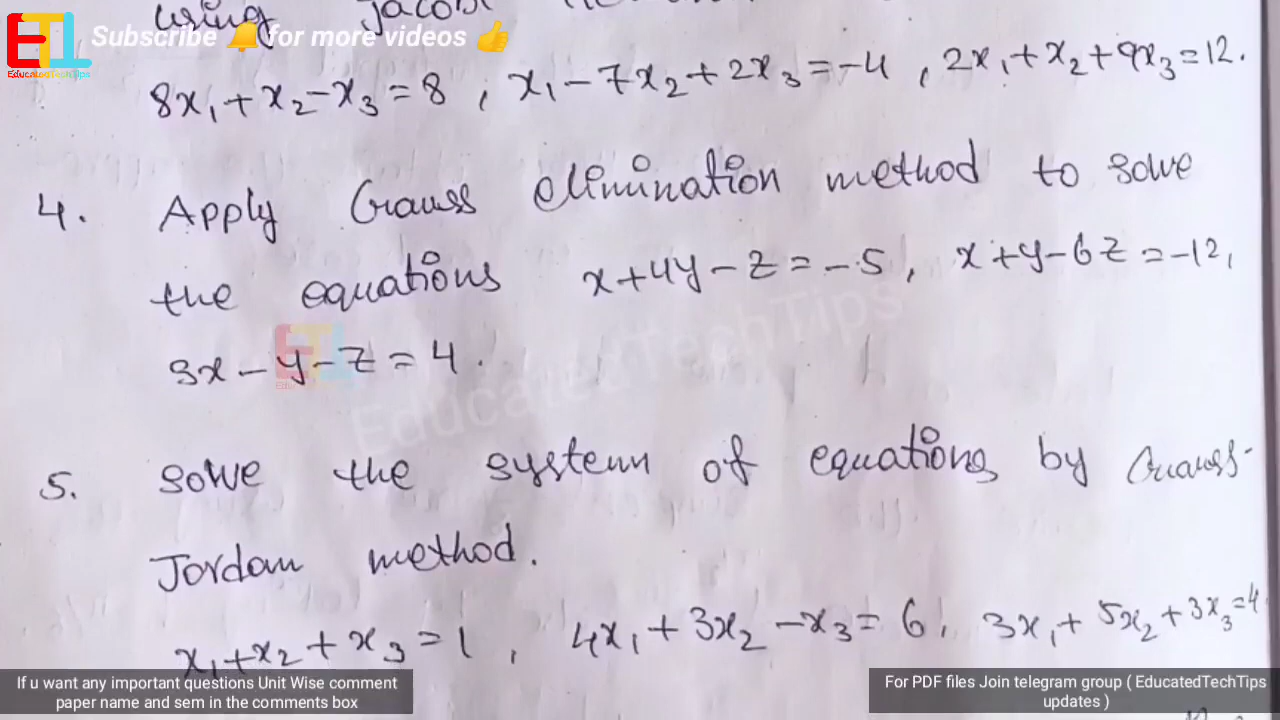 using Jacobi
Subscribe 🔔 for more videos 👍
EducatedTechTips
8x₁+x₂-x₃=8 , x₁-7x₂+2x₃=-4 , 2x₁+x₂+9x₃=12.
4. Apply Gauss elimination method to solve
the equations x+4y-z=-5, x+y-6z=-12,
3x-y-z=4.
EducatedTechTips
5. solve the system of equations by Gauss-
Jordan method.
x₁+x₂+x₃=1 , 4x₁+3x₂-x₃=6, 3x₁+5x₂+3x₃=4
If u want any important questions Unit Wise comment
paper name and sem in the comments box
For PDF files Join telegram group ( EducatedTechTips
updates )